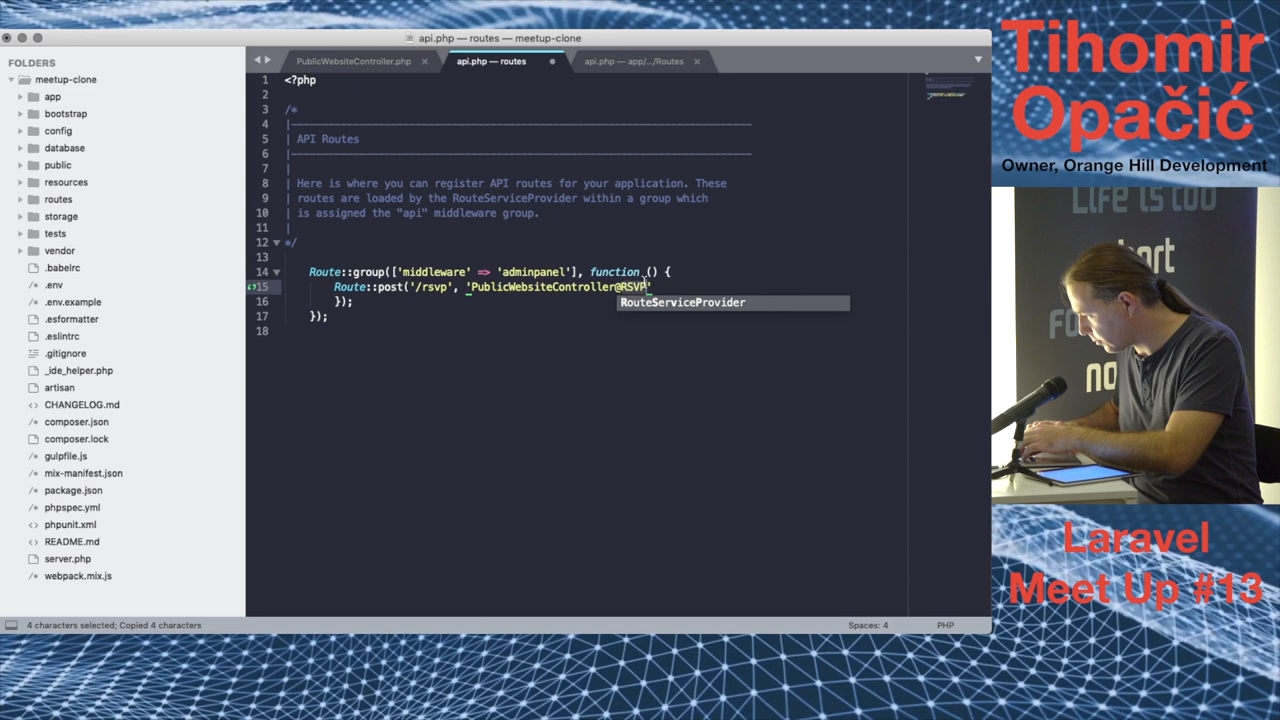 api.php — routes — meetup-clone
FOLDERS
meetup-clone
app
bootstrap
config
database
public
resources
routes
storage
tests
vendor
.babelrc
.env
.env.example
.esformatter
.eslintrc
.gitignore
_ide_helper.php
artisan
CHANGELOG.md
composer.json
composer.lock
gulpfile.js
mix-manifest.json
package.json
phpspec.yml
phpunit.xml
README.md
server.php
webpack.mix.js
PublicWebsiteController.php
api.php — routes
api.php — app/.../Routes
1 <?php
2
3 /*
4 |--------------------------------------------------------------------------
5 | API Routes
6 |--------------------------------------------------------------------------
7 |
8 | Here is where you can register API routes for your application. These
9 | routes are loaded by the RouteServiceProvider within a group which
10 | is assigned the "api" middleware group.
11 |
12 */
13
14 Route::group(['middleware' => 'adminpanel'], function () {
15 Route::post('/rsvp', 'PublicWebsiteController@RSVP'
RouteServiceProvider
16 });
17 });
18
4 characters selected; Copied 4 characters
Spaces: 4
PHP
Tihomir
Opačić
Owner, Orange Hill Development
Life is too
short
no
Laravel
Meet Up #13